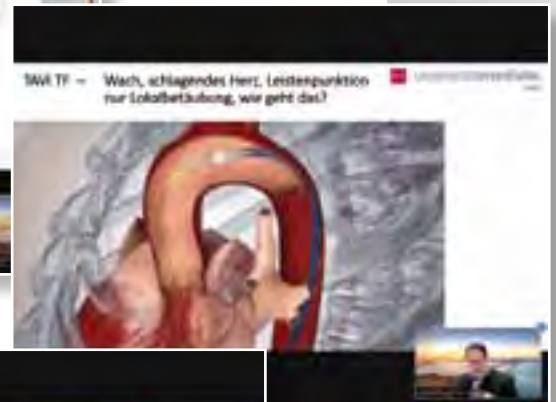 TAVI TF – Wach, schlagendes Herz, Leistenpunktion
nur Lokalbetäubung, wie geht das?